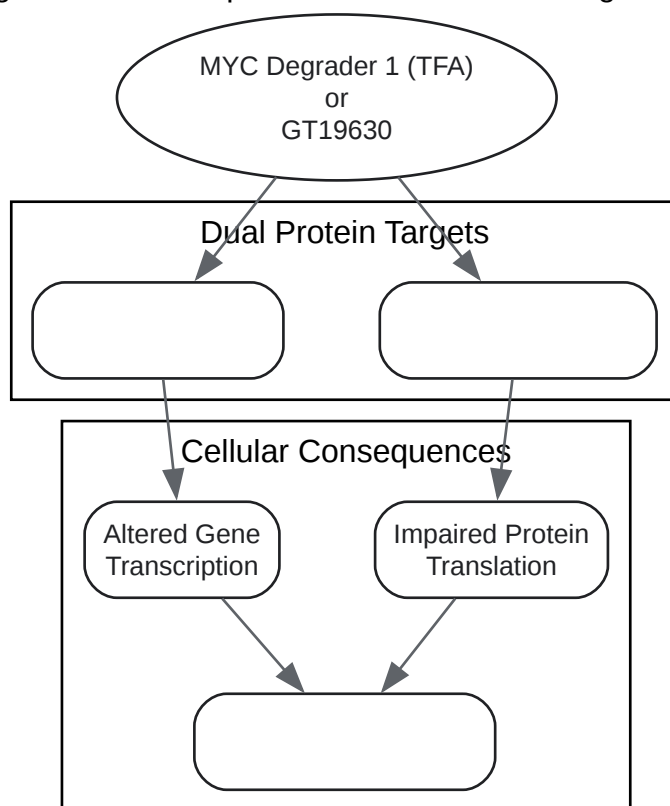 MYC Degrader 1 (TFA)
or
GT19630
Dual Protein Targets
Cellular Consequences
Altered Gene
Transcription
Impaired Protein
Translation